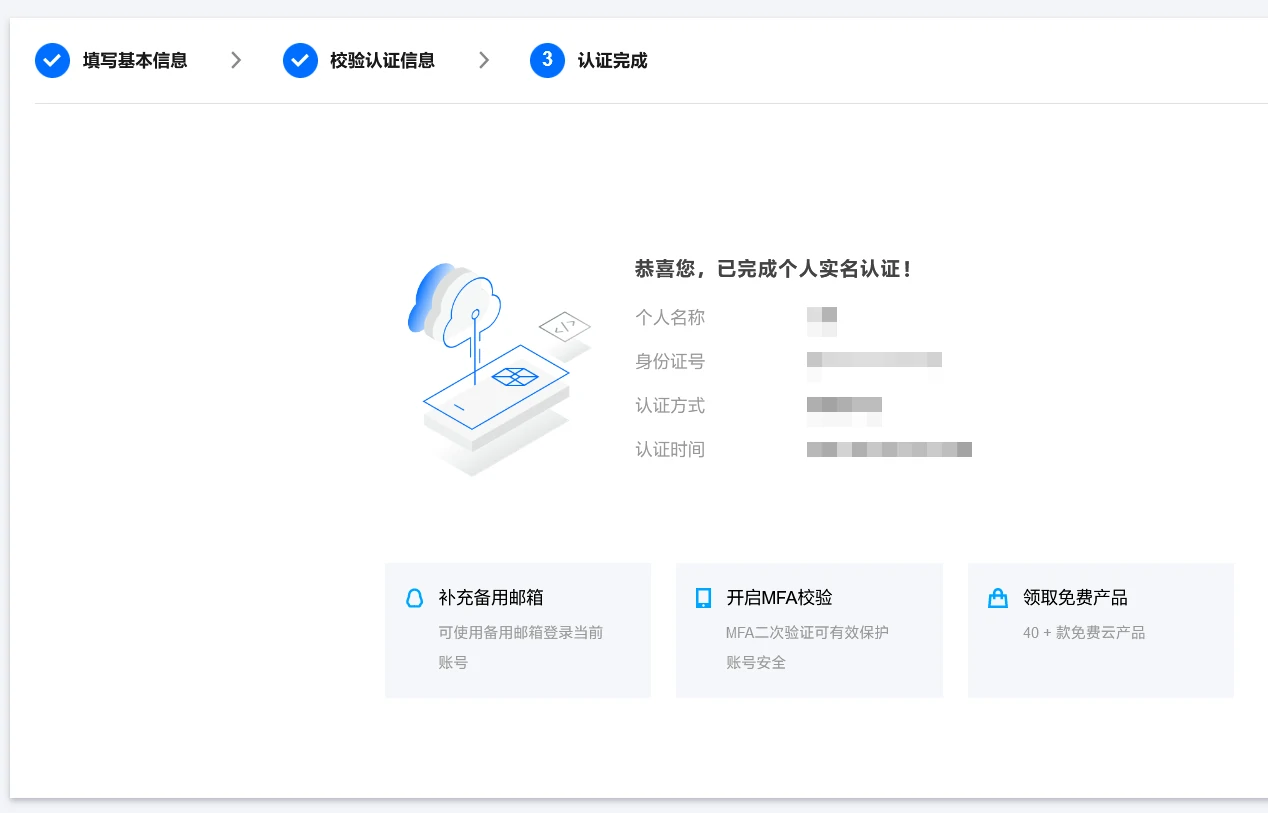 填写基本信息
校验认证信息
3 认证完成
恭喜您，已完成个人实名认证！
个人名称
身份证号
认证方式
认证时间
补充备用邮箱
可使用备用邮箱登录当前
账号
开启MFA校验
MFA二次验证可有效保护
账号安全
领取免费产品
40 + 款免费云产品